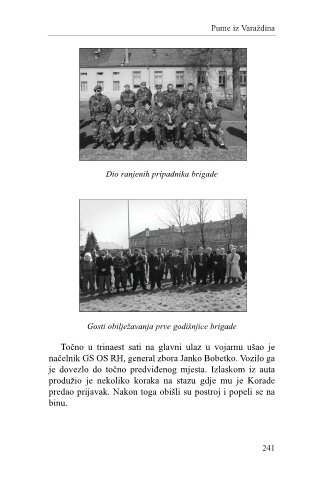 Pume iz Varaždina
Dio ranjenih pripadnika brigade
Gosti obilježavanja prve godišnjice brigade
Točno u trinaest sati na glavni ulaz u vojarnu ušao je
načelnik GS OS RH, general zbora Janko Bobetko. Vozilo ga
je dovezlo do točno predviđenog mjesta. Izlaskom iz auta
produžio je nekoliko koraka na stazu gdje mu je Korade
predao prijavak. Nakon toga obišli su postroj i popeli se na
binu.
241